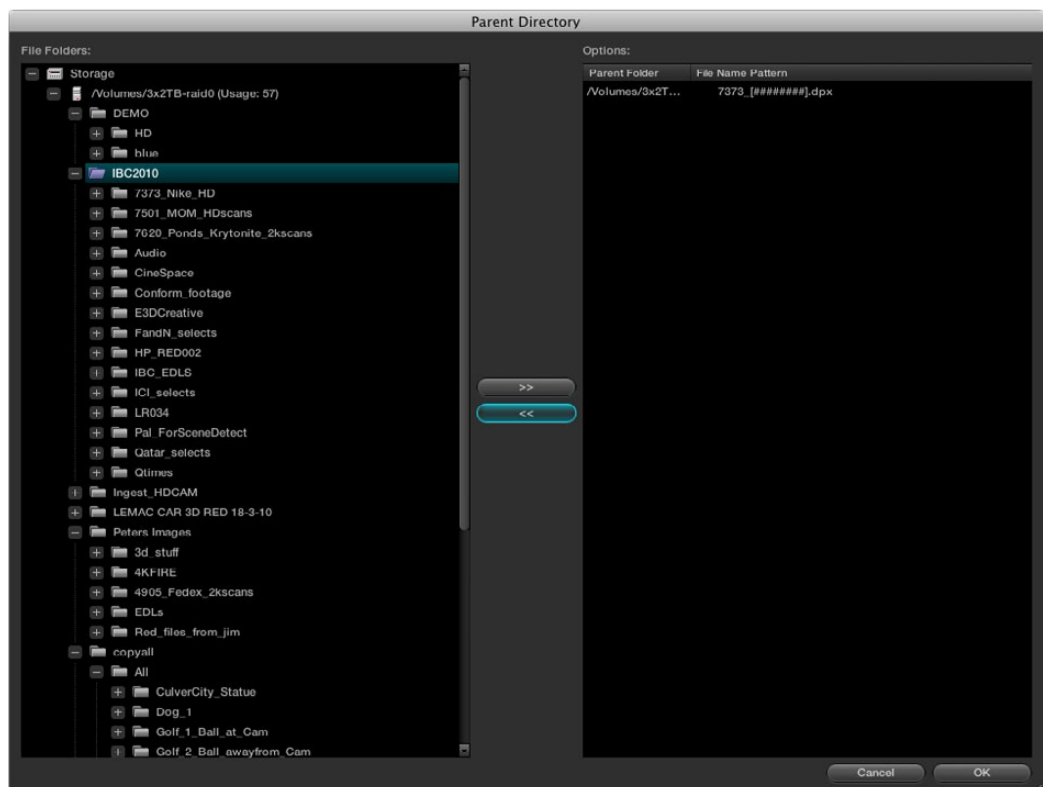 Parent Directory
File Folders:
Storage
/Volumes/3x2TB-raid0 (Usage: 57)
DEMO
HD
blue
IBC2010
7373_Nike_HD
7501_MOM_HDscans
7620_Ponds_Krytonite_2kscans
Audio
CineSpace
Conform_footage
E3DCreative
FandN_selects
HP_RED002
IBC_EDLS
ICI_selects
LR034
Pal_ForSceneDetect
Qatar_selects
Qtimes
Ingest_HDCAM
LEMAC CAR 3D RED 18-3-10
Peters Images
3d_stuff
4KFIRE
4905_Fedex_2kscans
EDLs
Red_files_from_jim
copyall
All
CulverCity_Statue
Dog_1
Golf_1_Ball_at_Cam
Golf_2_Ball_awayfrom_Cam
>>
<<
Options:
Parent Folder File Name Pattern
/Volumes/3x2T... 7373_[########].dpx
Cancel OK